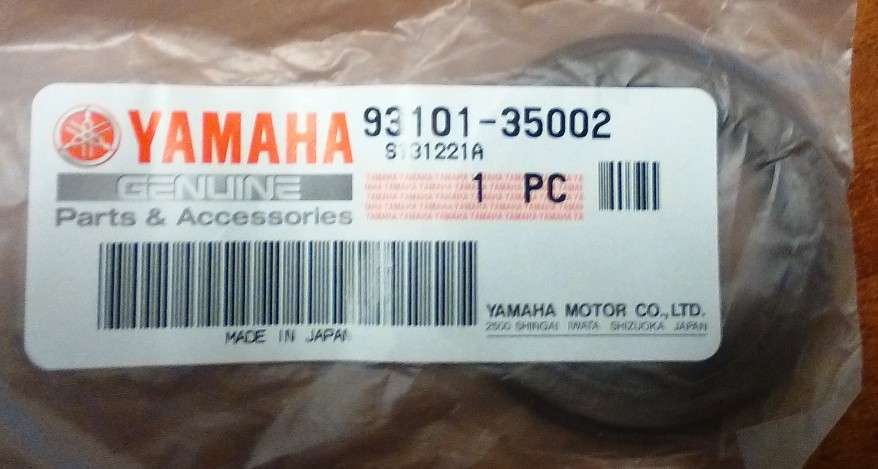 YAMAHA 93101-35002
S131221A
GENUINE
1 PC
Parts & Accessories
MADE IN JAPAN
YAMAHA MOTOR CO.,LTD.
2500 SHINGAI IWATA SHIZUOKA JAPAN